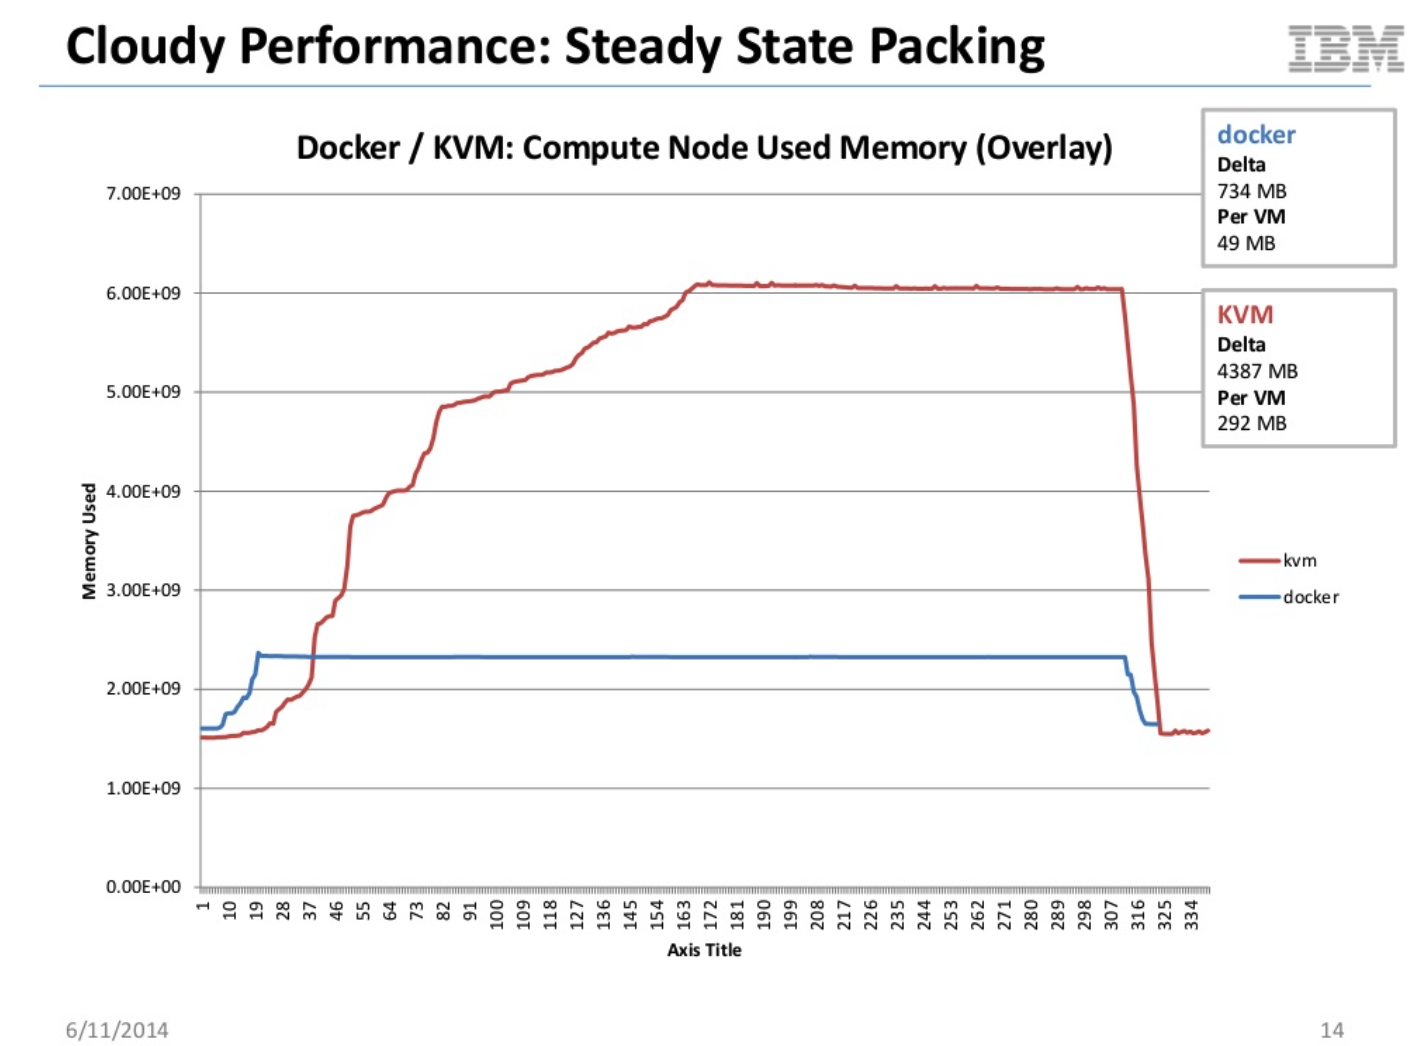 Cloudy Performance: Steady State Packing
IBM
Docker / KVM: Compute Node Used Memory (Overlay)
docker
Delta
734 MB
Per VM
49 MB
KVM
Delta
4387 MB
Per VM
292 MB
7.00E+09
6.00E+09
5.00E+09
4.00E+09
3.00E+09
2.00E+09
1.00E+09
0.00E+00
Memory Used
kvm
docker
1 10 19 28 37 46 55 64 73 82 91 100 109 118 127 136 145 154 163 172 181 190 199 208 217 226 235 244 253 262 271 280 289 298 307 316 325 334
Axis Title
6/11/2014
14